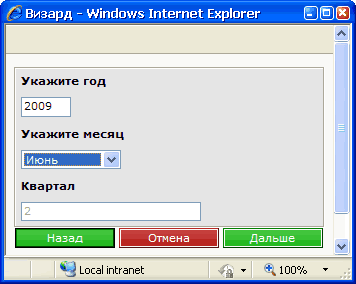 Визард - Windows Internet Explorer
Укажите год
2009
Укажите месяц
Июнь
Квартал
2
Назад Отмена Дальше
Local intranet 100%